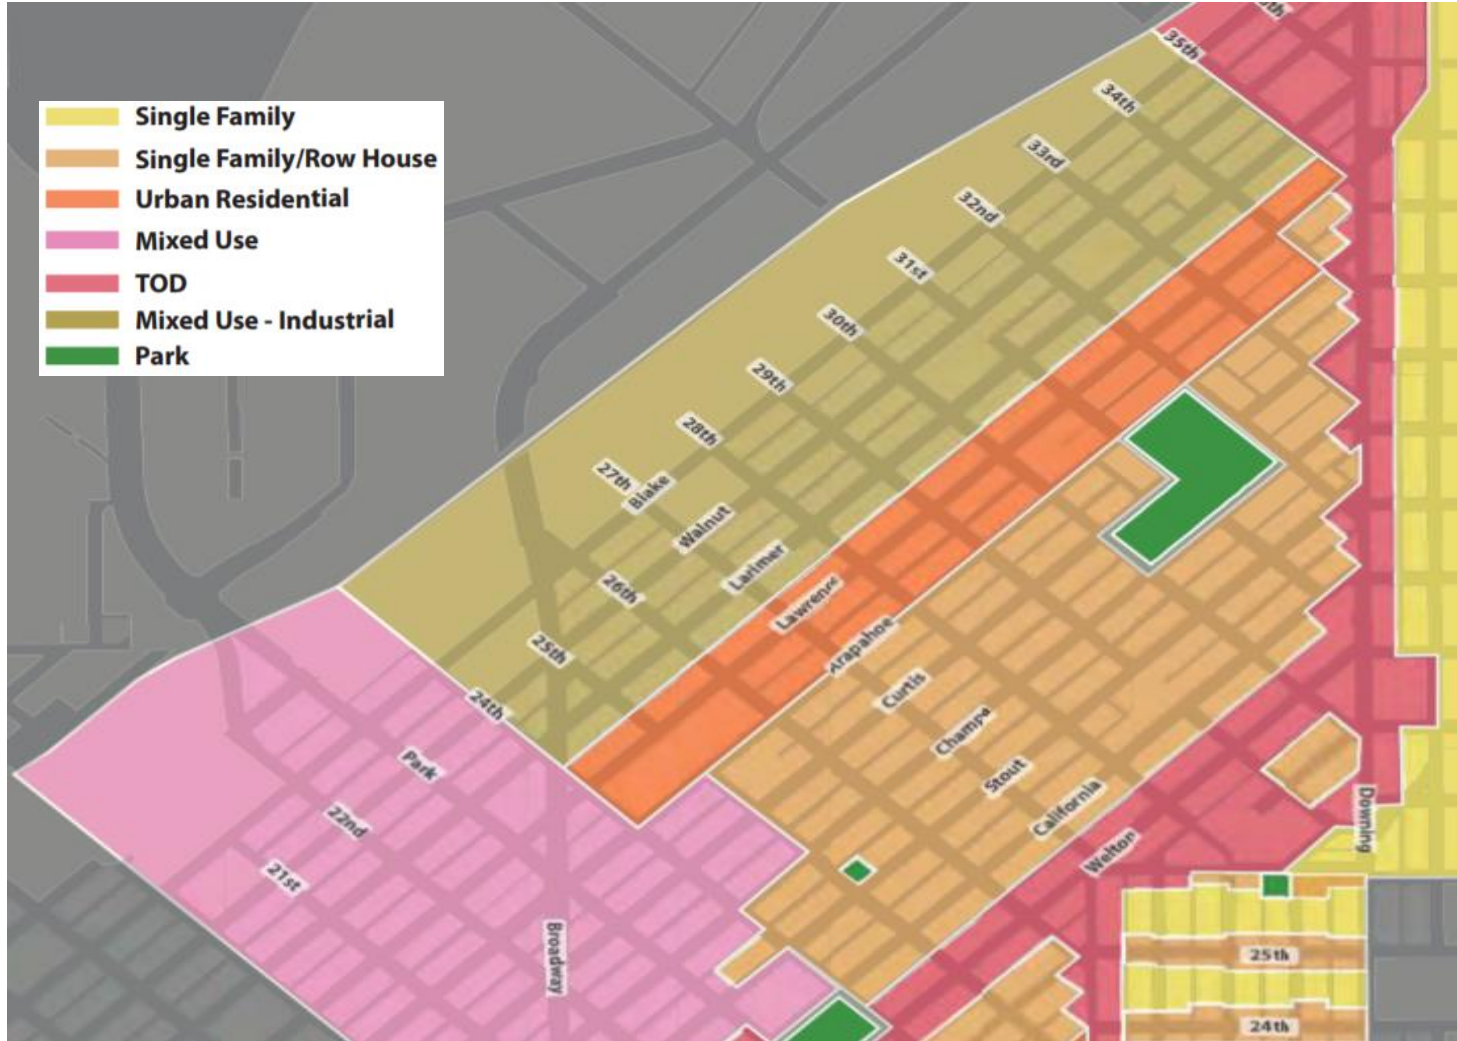 Single Family
Single Family/Row House
Urban Residential
Mixed Use
TOD
Mixed Use - Industrial
Park
35th
34th
33rd
32nd
31st
30th
29th
28th
27th
Blake
Walnut
Larimer
26th
Lawrence
25th
Arapahoe
Curtis
24th
Champa
Park
Stout
California
22nd
Welton
Downing
21st
Broadway
25th
24th